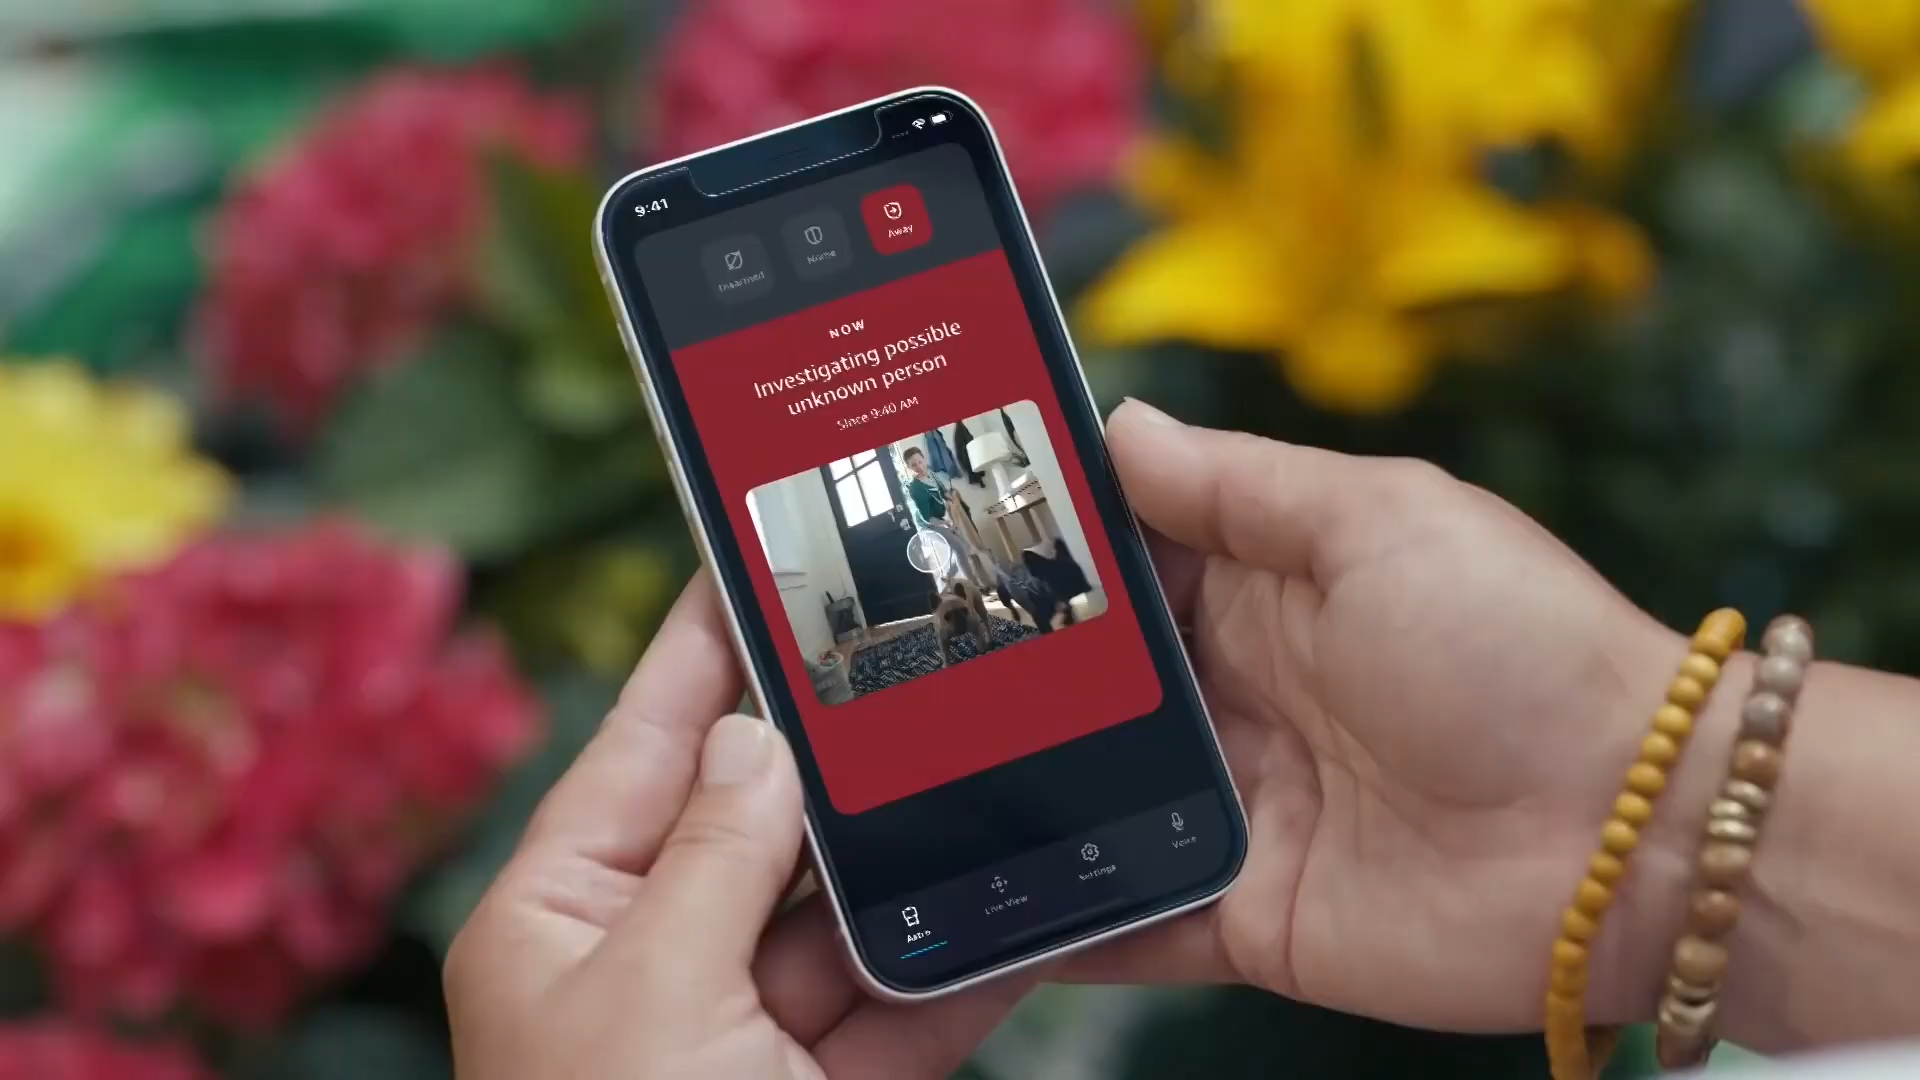 9:41
Disarmed
Home
Away
NOW
Investigating possible
unknown person
Since 9:40 AM
Astro
Live View
Settings
Voice